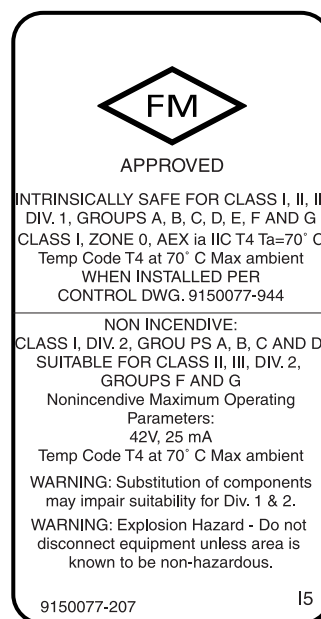 FM
APPROVED
INTRINSICALLY SAFE FOR CLASS I, II, II
DIV. 1, GROUPS A, B, C, D, E, F AND G
CLASS I, ZONE 0, AEX ia IIC T4 Ta=70° C
Temp Code T4 at 70° C Max ambient
WHEN INSTALLED PER
CONTROL DWG. 9150077-944
NON INCENDIVE:
CLASS I, DIV. 2, GROU PS A, B, C AND D
SUITABLE FOR CLASS II, III, DIV. 2,
GROUPS F AND G
Nonincendive Maximum Operating
Parameters:
42V, 25 mA
Temp Code T4 at 70° C Max ambient
WARNING: Substitution of components
may impair suitability for Div. 1 & 2.
WARNING: Explosion Hazard - Do not
disconnect equipment unless area is
known to be non-hazardous.
9150077-207 I5